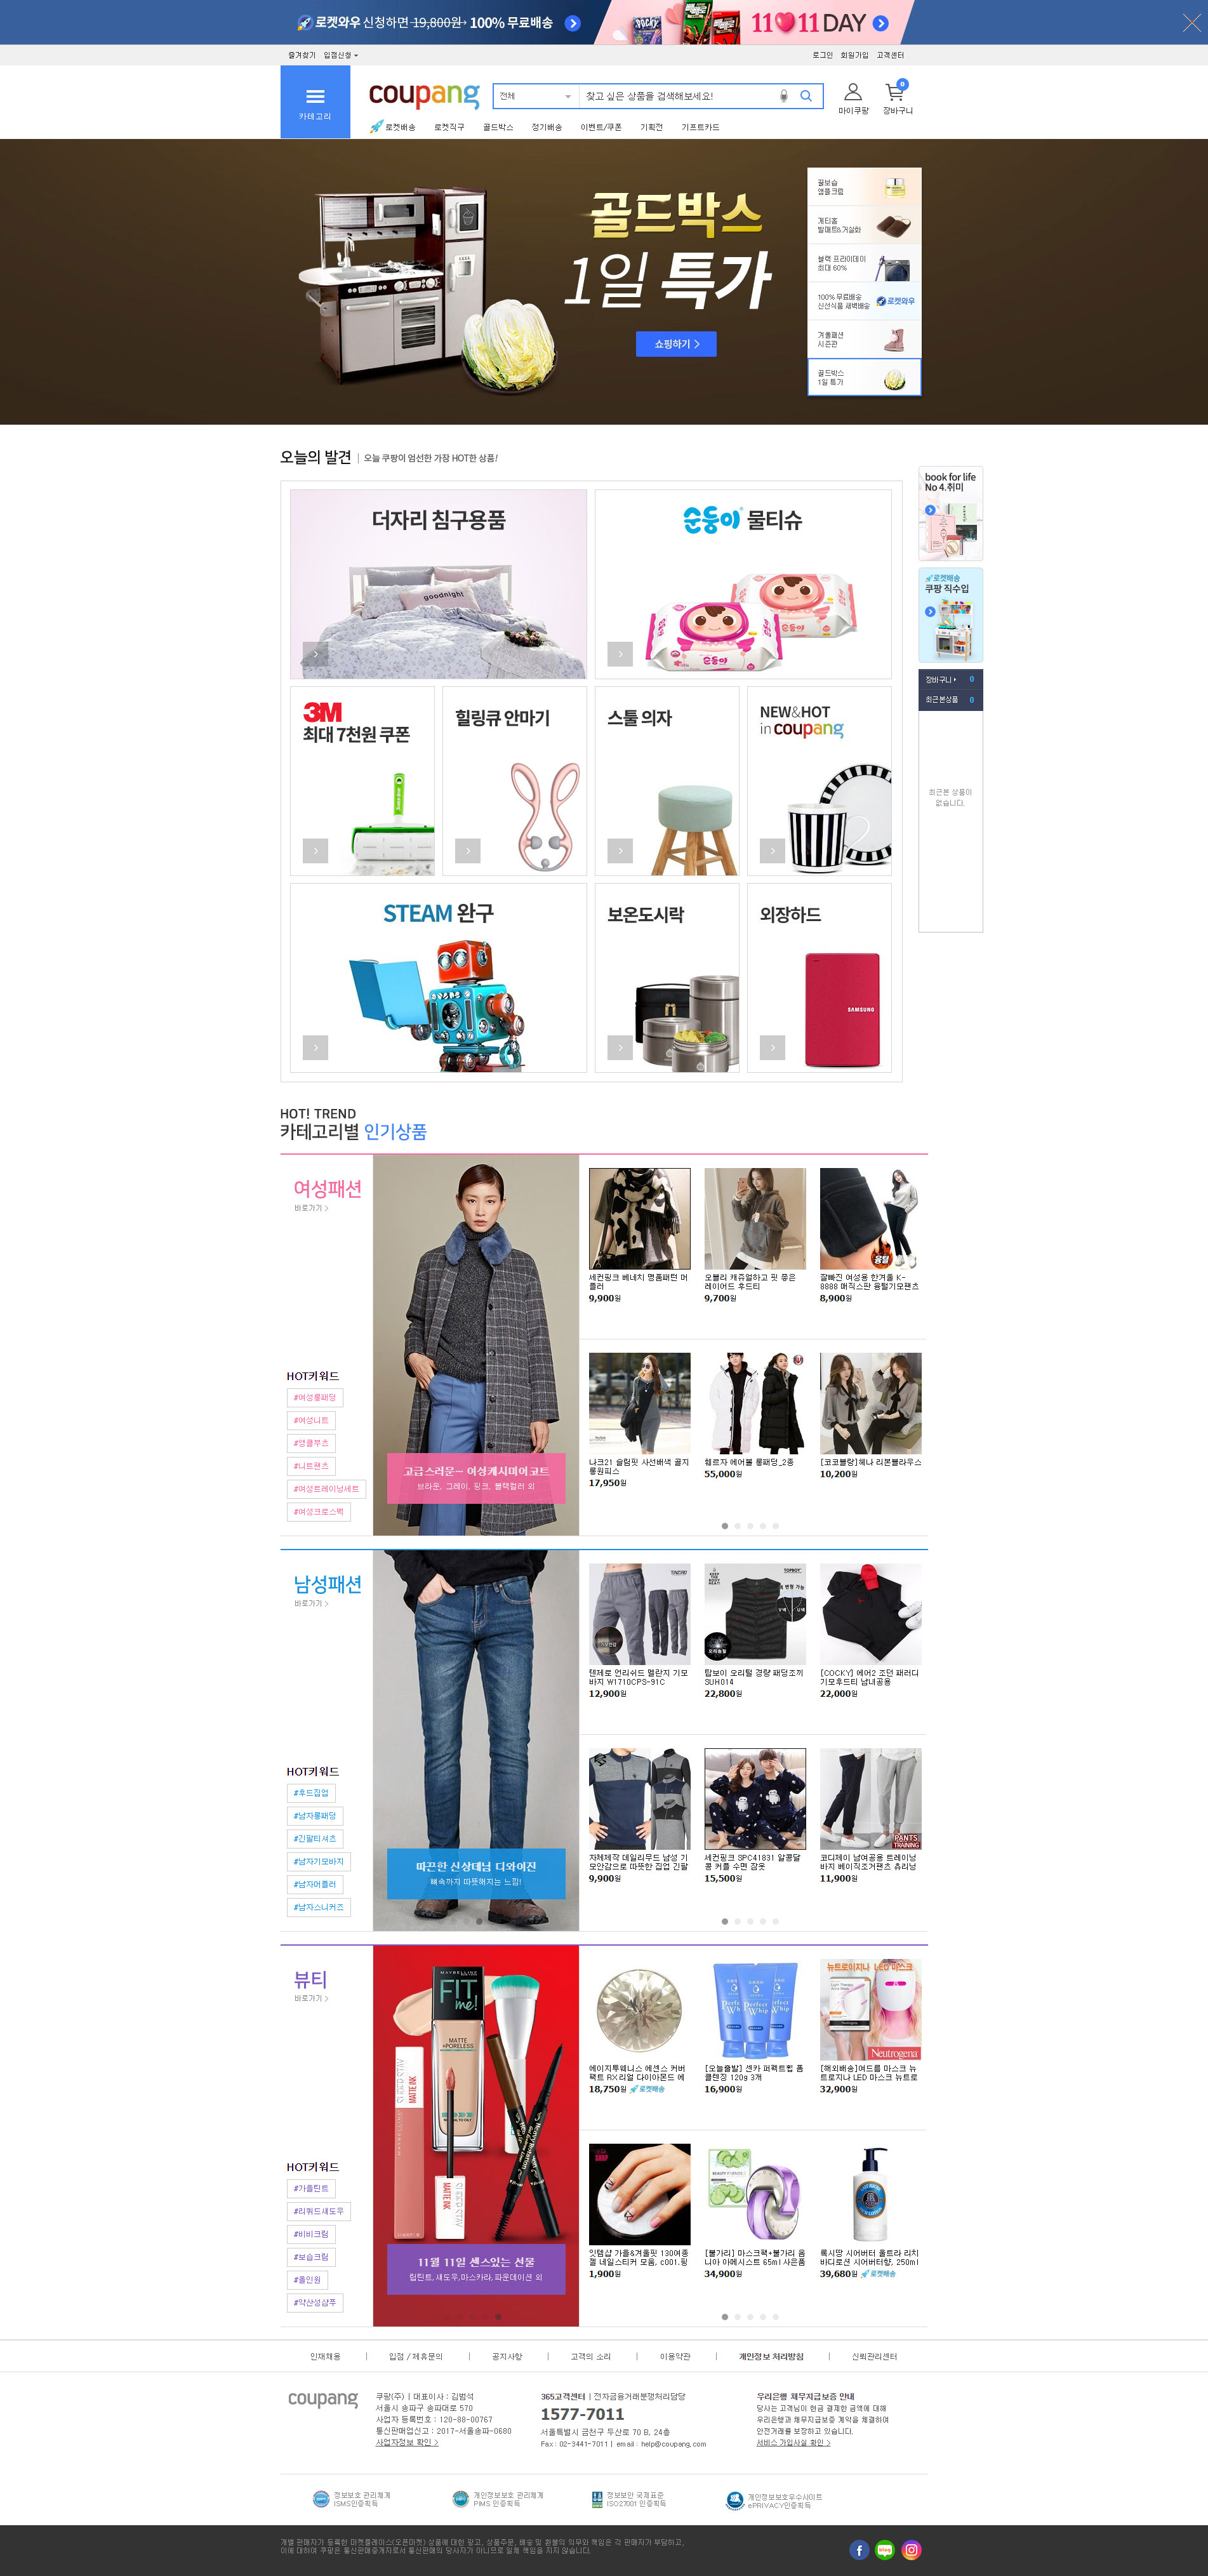 로켓와우 신청하면 19,800원→ 100% 무료배송
11 11 DAY
즐겨찾기 입점신청
로그인 회원가입 고객센터
카테고리
coupang
전체
찾고 싶은 상품을 검색해보세요!
마이쿠팡
0
장바구니
로켓배송 로켓직구 골드박스 정기배송 이벤트/쿠폰 기획전 기프트카드
골드박스
1일 특가
쇼핑하기 >
꿀보습
앰플크림
게티홈
발매트&거실화
블랙 프라이데이
최대 60%
100% 무료배송
신선식품 새벽배송
로켓와우
겨울패션
시즌관
골드박스
1일 특가
오늘의 발견 | 오늘 쿠팡이 엄선한 가장 HOT한 상품!
더자리 침구용품
goodnight
순둥이 물티슈
3M
최대 7천원 쿠폰
힐링큐 안마기
스툴 의자
NEW&HOT
in coupang
STEAM 완구
보온도시락
외장하드
SAMSUNG
book for life
No 4.취미
로켓배송
쿠팡 직수입
장바구니 0
최근본상품 0
최근본 상품이
없습니다.
HOT! TREND
카테고리별 인기상품
여성패션
바로가기 >
HOT키워드
#여성롱패딩
#여성니트
#앵클부츠
#니트팬츠
#여성트레이닝세트
#여성크로스백
고급스러운~ 여성캐시미어코트
브라운, 그레이, 핑크, 블랙컬러 외
세컨핑크 베네치 명품패턴 머
플러
9,900원
오블리 캐쥬얼하고 핏 좋은
레이어드 후드티
9,700원
융털
잘빠진 여성용 한겨울 K-
8888 매직스판 융털기모팬츠
8,900원
나크21 슬림핏 사선배색 골지
롱원피스
17,950원
훼르자 에어볼 롱패딩_2종
55,000원
[코코블랑]혜나 리본블라우스
10,200원
남성패션
바로가기 >
HOT키워드
#후드집업
#남자롱패딩
#긴팔티셔츠
#남자기모바지
#남자머플러
#남자스니커즈
따끈한 신상대님 디와이진
뼈속까지 따뜻해지는 느낌!
텐제로 언리쉬드 멜란지 기모
바지 W1710CPS-91C
12,900원
TOPBOY
탑보이 오리털 경량 패딩조끼
SUH014
22,800원
[COCKY] 에어2 조던 패러디
기모후드티 남녀공용
22,000원
자체제작 데일리무드 남성 기
모안감으로 따뜻한 집업 긴팔
9,900원
세컨핑크 SPC41831 알콩달
콩 커플 수면 잠옷
15,500원
PANTS
TRAINING
코디제이 남여공용 트레이닝
바지 베이직조거팬츠 츄리닝
11,900원
뷰티
바로가기 >
HOT키워드
#가을틴트
#리퀴드섀도우
#비비크림
#보습크림
#올인원
#약산성샴푸
MAYBELLINE
FIT
me!
MATTE
+PORELESS
SUPER STAY
MATTE INK
11월 11일 센스있는 선물
립틴트,섀도우,마스카라,파운데이션 외
에이지투웨니스 에센스 커버
팩트 RX 리얼 다이아몬드 에
18,750원 로켓배송
Perfect
Whip
[오늘출발] 센카 퍼펙트휩 폼
클렌징 120g 3개
16,900원
뉴트로이지나 LED 마스크
Neutrogena
[해외배송]여드름 마스크 뉴
트로지나 LED 마스크 뉴트로
32,900원
잇템샵 가을&겨울핏 130여종
젤 네일스티커 모음, c001.핑
1,900원
[불가리] 마스크팩+불가리 옴
니아 아메시스트 65ml 사은품
34,900원
록시땅 시어버터 울트라 리치
바디로션 시어버터향, 250ml
39,680원 로켓배송
인재채용 | 입점 / 제휴문의 | 공지사항 | 고객의 소리 | 이용약관 | 개인정보 처리방침 | 신뢰관리센터
coupang
쿠팡(주) | 대표이사 : 김범석
서울시 송파구 송파대로 570
사업자 등록번호 : 120-88-00767
통신판매업신고 : 2017-서울송파-0680
사업자정보 확인 >
365고객센터 | 전자금융거래분쟁처리담당
1577-7011
서울특별시 금천구 두산로 70 B, 24층
Fax : 02-3441-7011 | email : help@coupang.com
우리은행 채무지급보증 안내
당사는 고객님이 현금 결제한 금액에 대해
우리은행과 채무지급보증 계약을 체결하여
안전거래를 보장하고 있습니다.
서비스 가입사실 확인 >
정보보호 관리체계
ISMS인증획득
개인정보보호 관리체계
PIMS 인증획득
정보보안 국제표준
ISO27001 인증획득
개인정보보호우수사이트
ePRIVACY인증획득
개별 판매자가 등록한 마켓플레이스(오픈마켓) 상품에 대한 광고, 상품주문, 배송 및 환불의 의무와 책임은 각 판매자가 부담하고,
이에 대하여 쿠팡은 통신판매중개자로서 통신판매의 당사자가 아니므로 일체 책임을 지지 않습니다.
blog